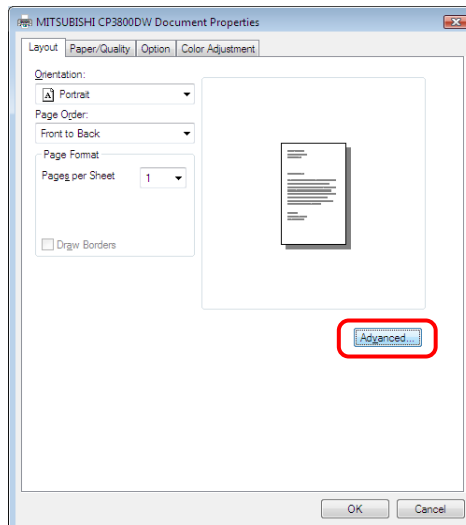 MITSUBISHI CP3800DW Document Properties
Layout Paper/Quality Option Color Adjustment
Orientation:
A Portrait
Page Order:
Front to Back
Page Format
Pages per Sheet 1
Draw Borders
Advanced...
OK Cancel